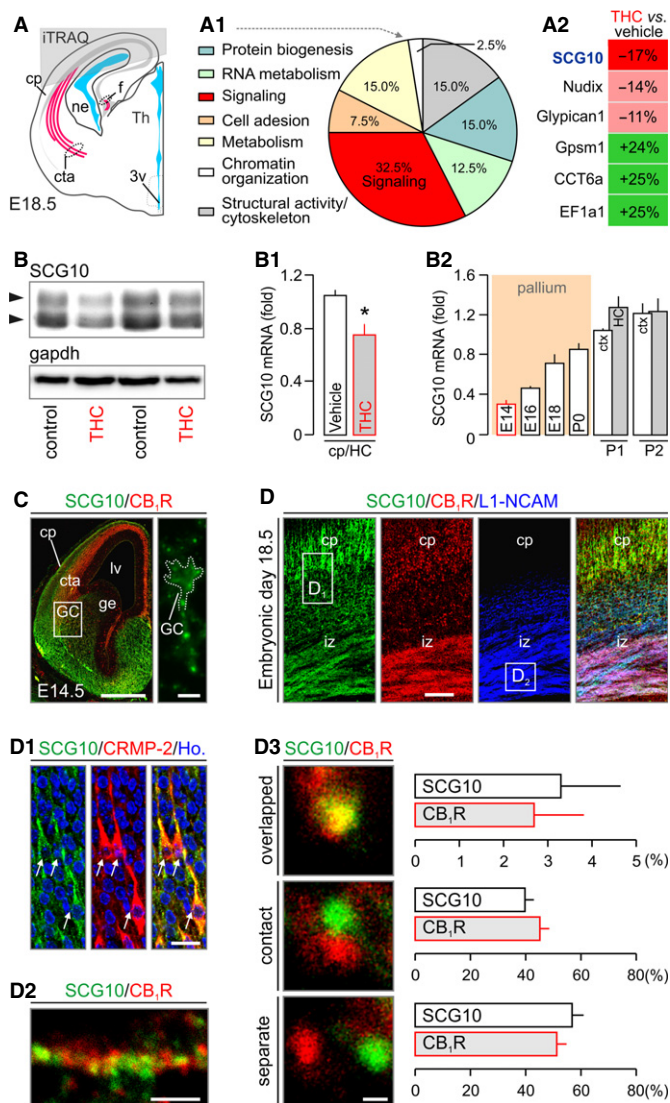 A
iTRAQ
cp
ne
f
Th
cta
3v
E18.5
A1
Protein biogenesis
RNA metabolism
Signaling
Cell adesion
Metabolism
Chromatin
organization
Structural activity/
cytoskeleton
2.5%
15.0%
15.0%
15.0%
12.5%
7.5%
32.5%
Signaling
A2
THC vs.
vehicle
SCG10 –17%
Nudix –14%
Glypican1 –11%
Gpsm1 +24%
CCT6a +25%
EF1a1 +25%
B
SCG10
gapdh
control
THC
control
THC
B1
SCG10 mRNA (fold)
1.2
0.8
0.4
0
*
Vehicle
THC
cp/HC
B2
SCG10 mRNA (fold)
1.6
1.2
0.8
0.4
0
pallium
E14
E16
E18
P0
ctx
HC
ctx
P1
P2
C
SCG10/CB₁R
cp
cta
lv
GC
ge
E14.5
GC
D
SCG10/CB₁R/L1-NCAM
Embryonic day 18.5
cp
cp
cp
cp
D₁
iz
iz
iz
iz
D₂
D1
SCG10/CRMP-2/Ho.
D2
SCG10/CB₁R
D3
SCG10/CB₁R
overlapped
SCG10
CB₁R
0 1 2 3 4 5 (%)
contact
SCG10
CB₁R
0 20 40 60 80(%)
separate
SCG10
CB₁R
0 20 40 60 80(%)